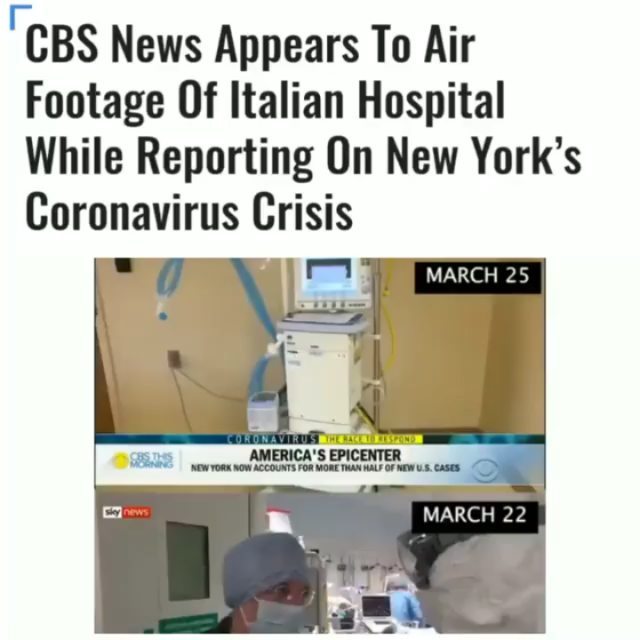 CBS News Appears To Air
Footage Of Italian Hospital
While Reporting On New York's
Coronavirus Crisis
MARCH 25
CORONAVIRUS THE RACE TO RESPOND
CBS THIS
MORNING
AMERICA'S EPICENTER
NEW YORK NOW ACCOUNTS FOR MORE THAN HALF OF NEW U.S. CASES
sky news
MARCH 22